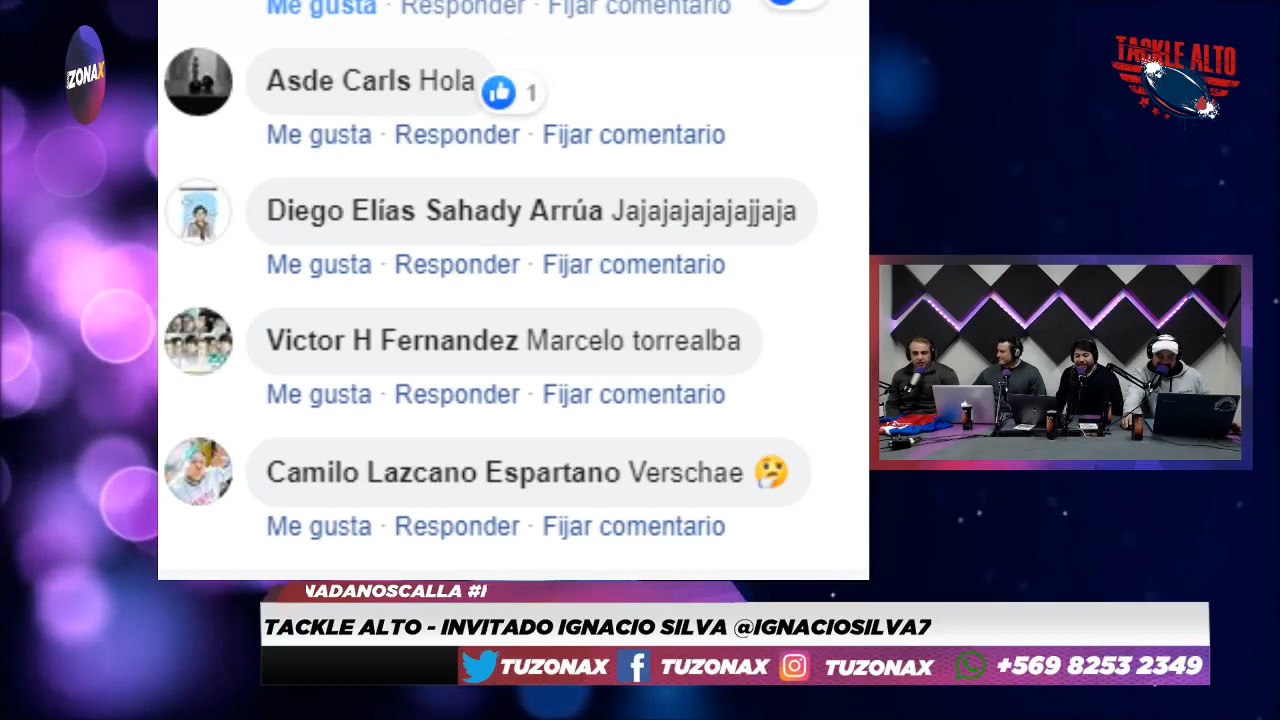 Me gusta · Responder · Fijar comentario
ZONAX
TACKLE ALTO
Asde Carls Hola
1
Me gusta · Responder · Fijar comentario
Diego Elías Sahady Arrúa Jajajajajajajjaja
Me gusta · Responder · Fijar comentario
Victor H Fernandez Marcelo torrealba
Me gusta · Responder · Fijar comentario
Camilo Lazcano Espartano Verschae 🤔
Me gusta · Responder · Fijar comentario
NADANOSCALLA #
TACKLE ALTO - INVITADO IGNACIO SILVA @IGNACIOSILVA7
TUZONAX TUZONAX TUZONAX +569 8253 2349